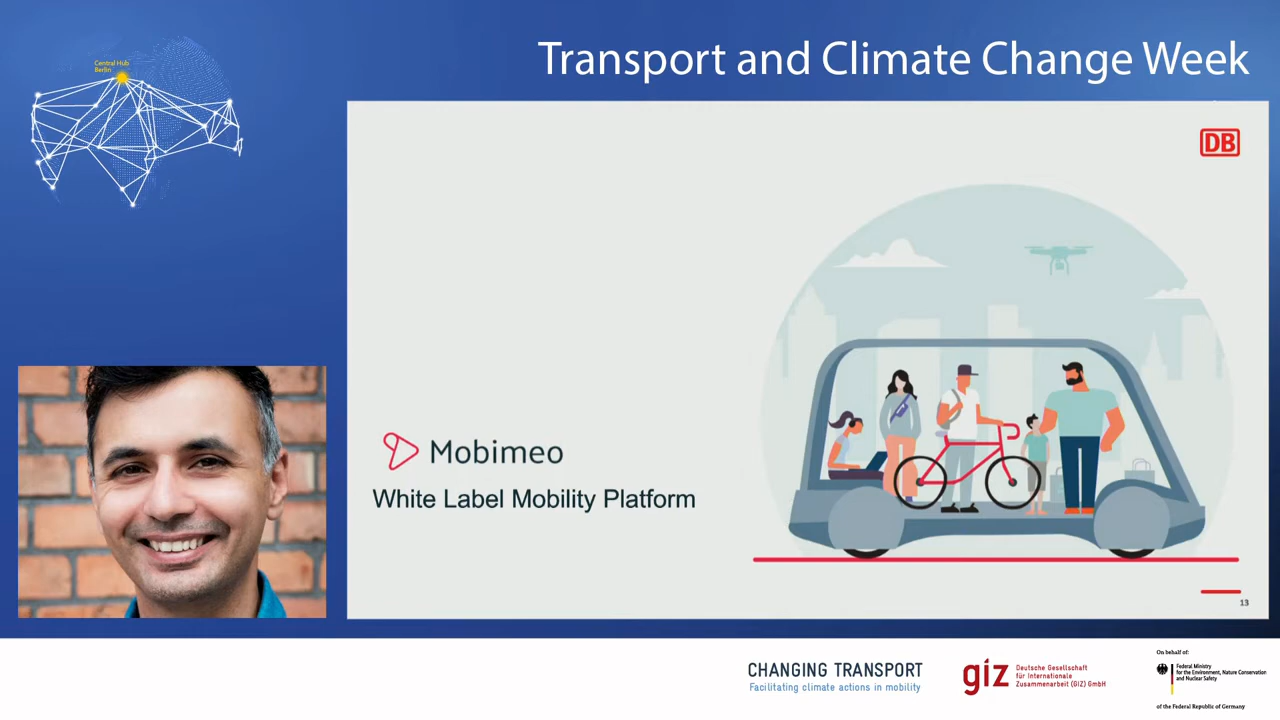 Central Hub
Berlin
Transport and Climate Change Week
DB
Mobimeo
White Label Mobility Platform
13
CHANGING TRANSPORT
Facilitating climate actions in mobility
giz
Deutsche Gesellschaft
für Internationale
Zusammenarbeit (GIZ) GmbH
On behalf of:
Federal Ministry
for the Environment, Nature Conservation
and Nuclear Safety
of the Federal Republic of Germany